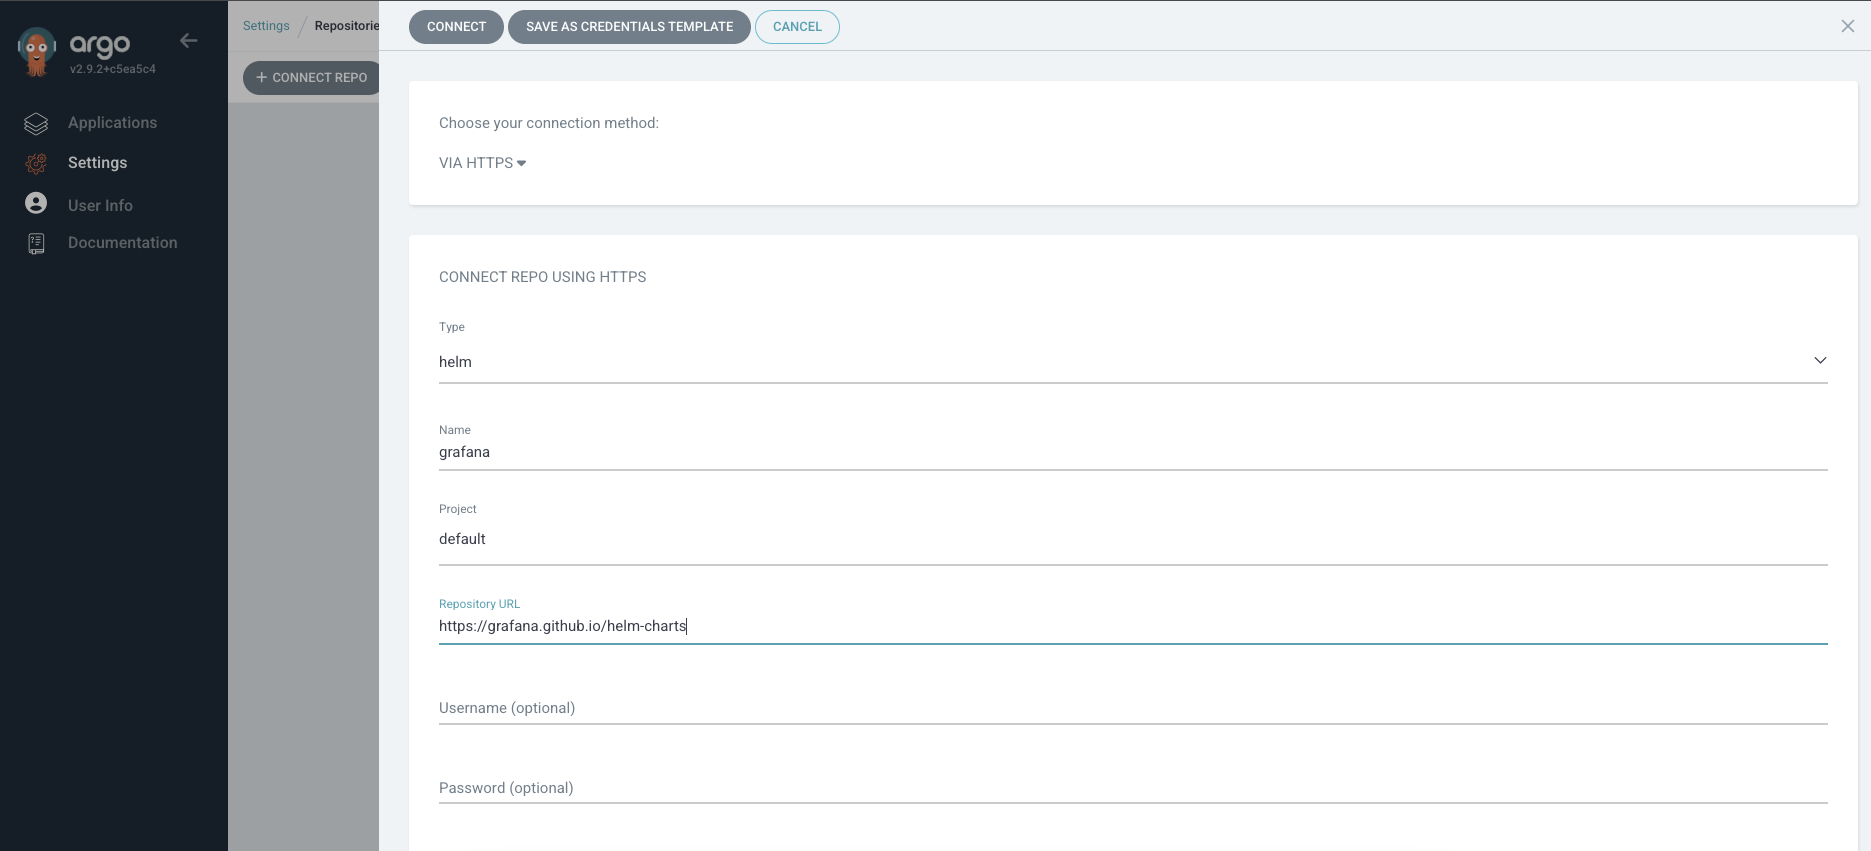 argo
v2.9.2+c5ea5c4
Applications
Settings
User Info
Documentation
Settings / Repositorie
+ CONNECT REPO
CONNECT SAVE AS CREDENTIALS TEMPLATE CANCEL
Choose your connection method:
VIA HTTPS
CONNECT REPO USING HTTPS
Type
helm
Name
grafana
Project
default
Repository URL
https://grafana.github.io/helm-charts
Username (optional)
Password (optional)